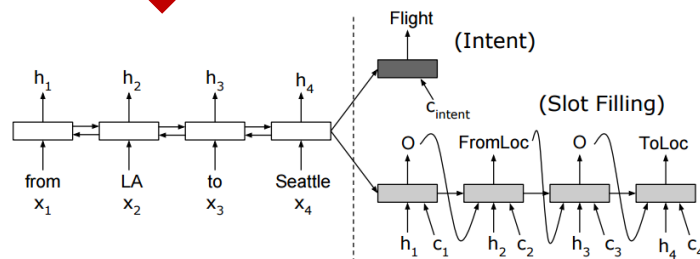 Flight
(Intent)
h1 h2 h3 h4
cintent
(Slot Filling)
O FromLoc O ToLoc
from LA to Seattle
x1 x2 x3 x4
h1 c1 h2 c2 h3 c3 h4 c4